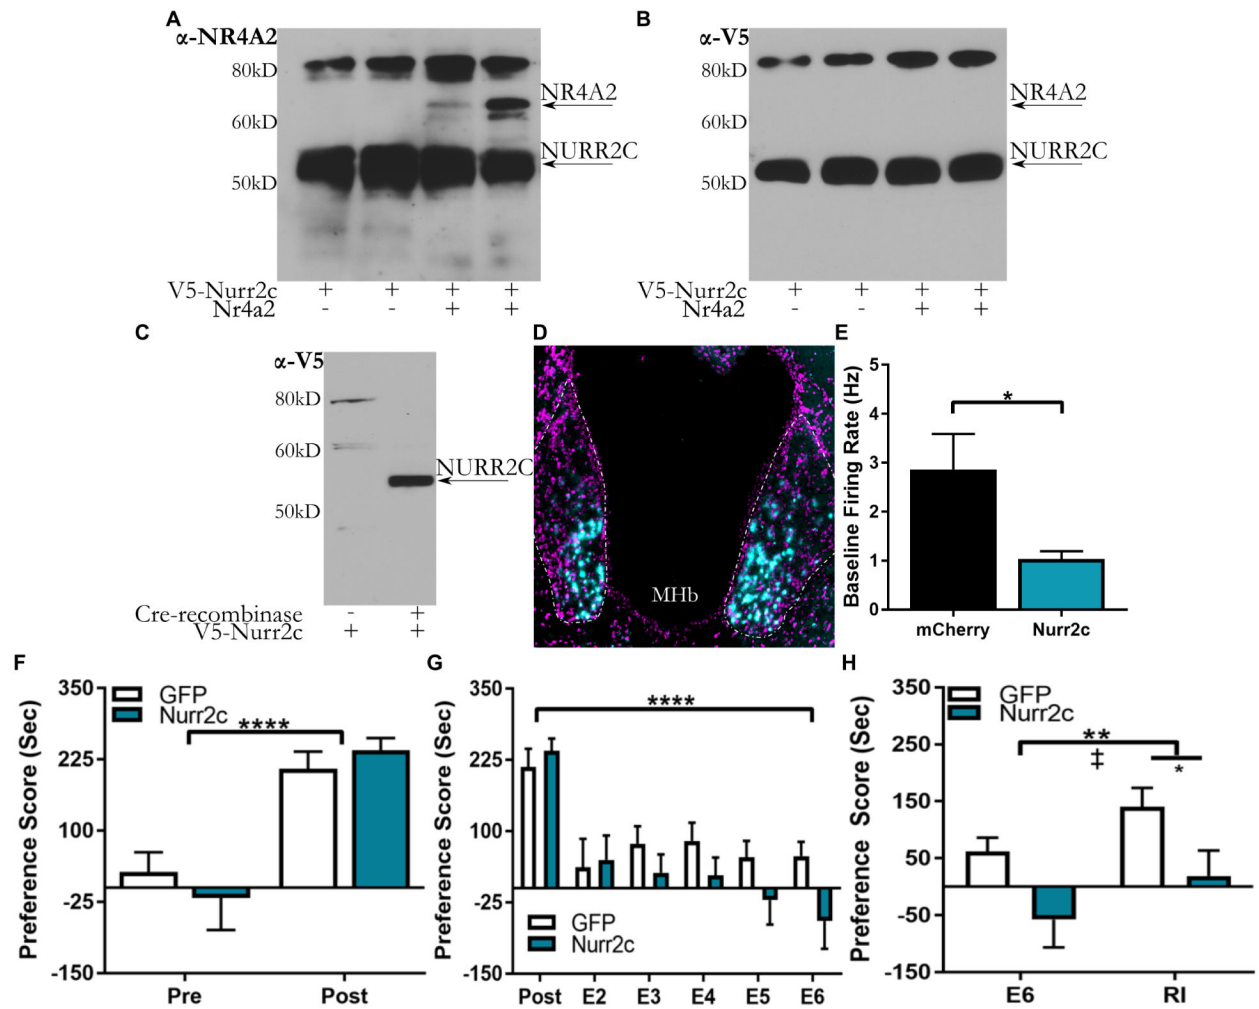 A
α-NR4A2
80kD
60kD
50kD
NR4A2
NURR2C
V5-Nurr2c + + + +
Nr4a2 - - + +
B
α-V5
80kD
60kD
50kD
NR4A2
NURR2C
V5-Nurr2c + + + +
Nr4a2 - - + +
C
α-V5
80kD
60kD
50kD
NURR2C
Cre-recombinase - +
V5-Nurr2c + +
D
MHb
E
Baseline Firing Rate (Hz)
5
4
3
2
1
0
*
mCherry Nurr2c
F
Preference Score (Sec)
350
225
100
-25
-150
GFP
Nurr2c
****
Pre Post
G
Preference Score (Sec)
350
225
100
-25
-150
****
GFP
Nurr2c
Post E2 E3 E4 E5 E6
H
Preference Score (Sec)
350
250
150
50
-50
-150
GFP
Nurr2c
**
‡
*
E6 RI